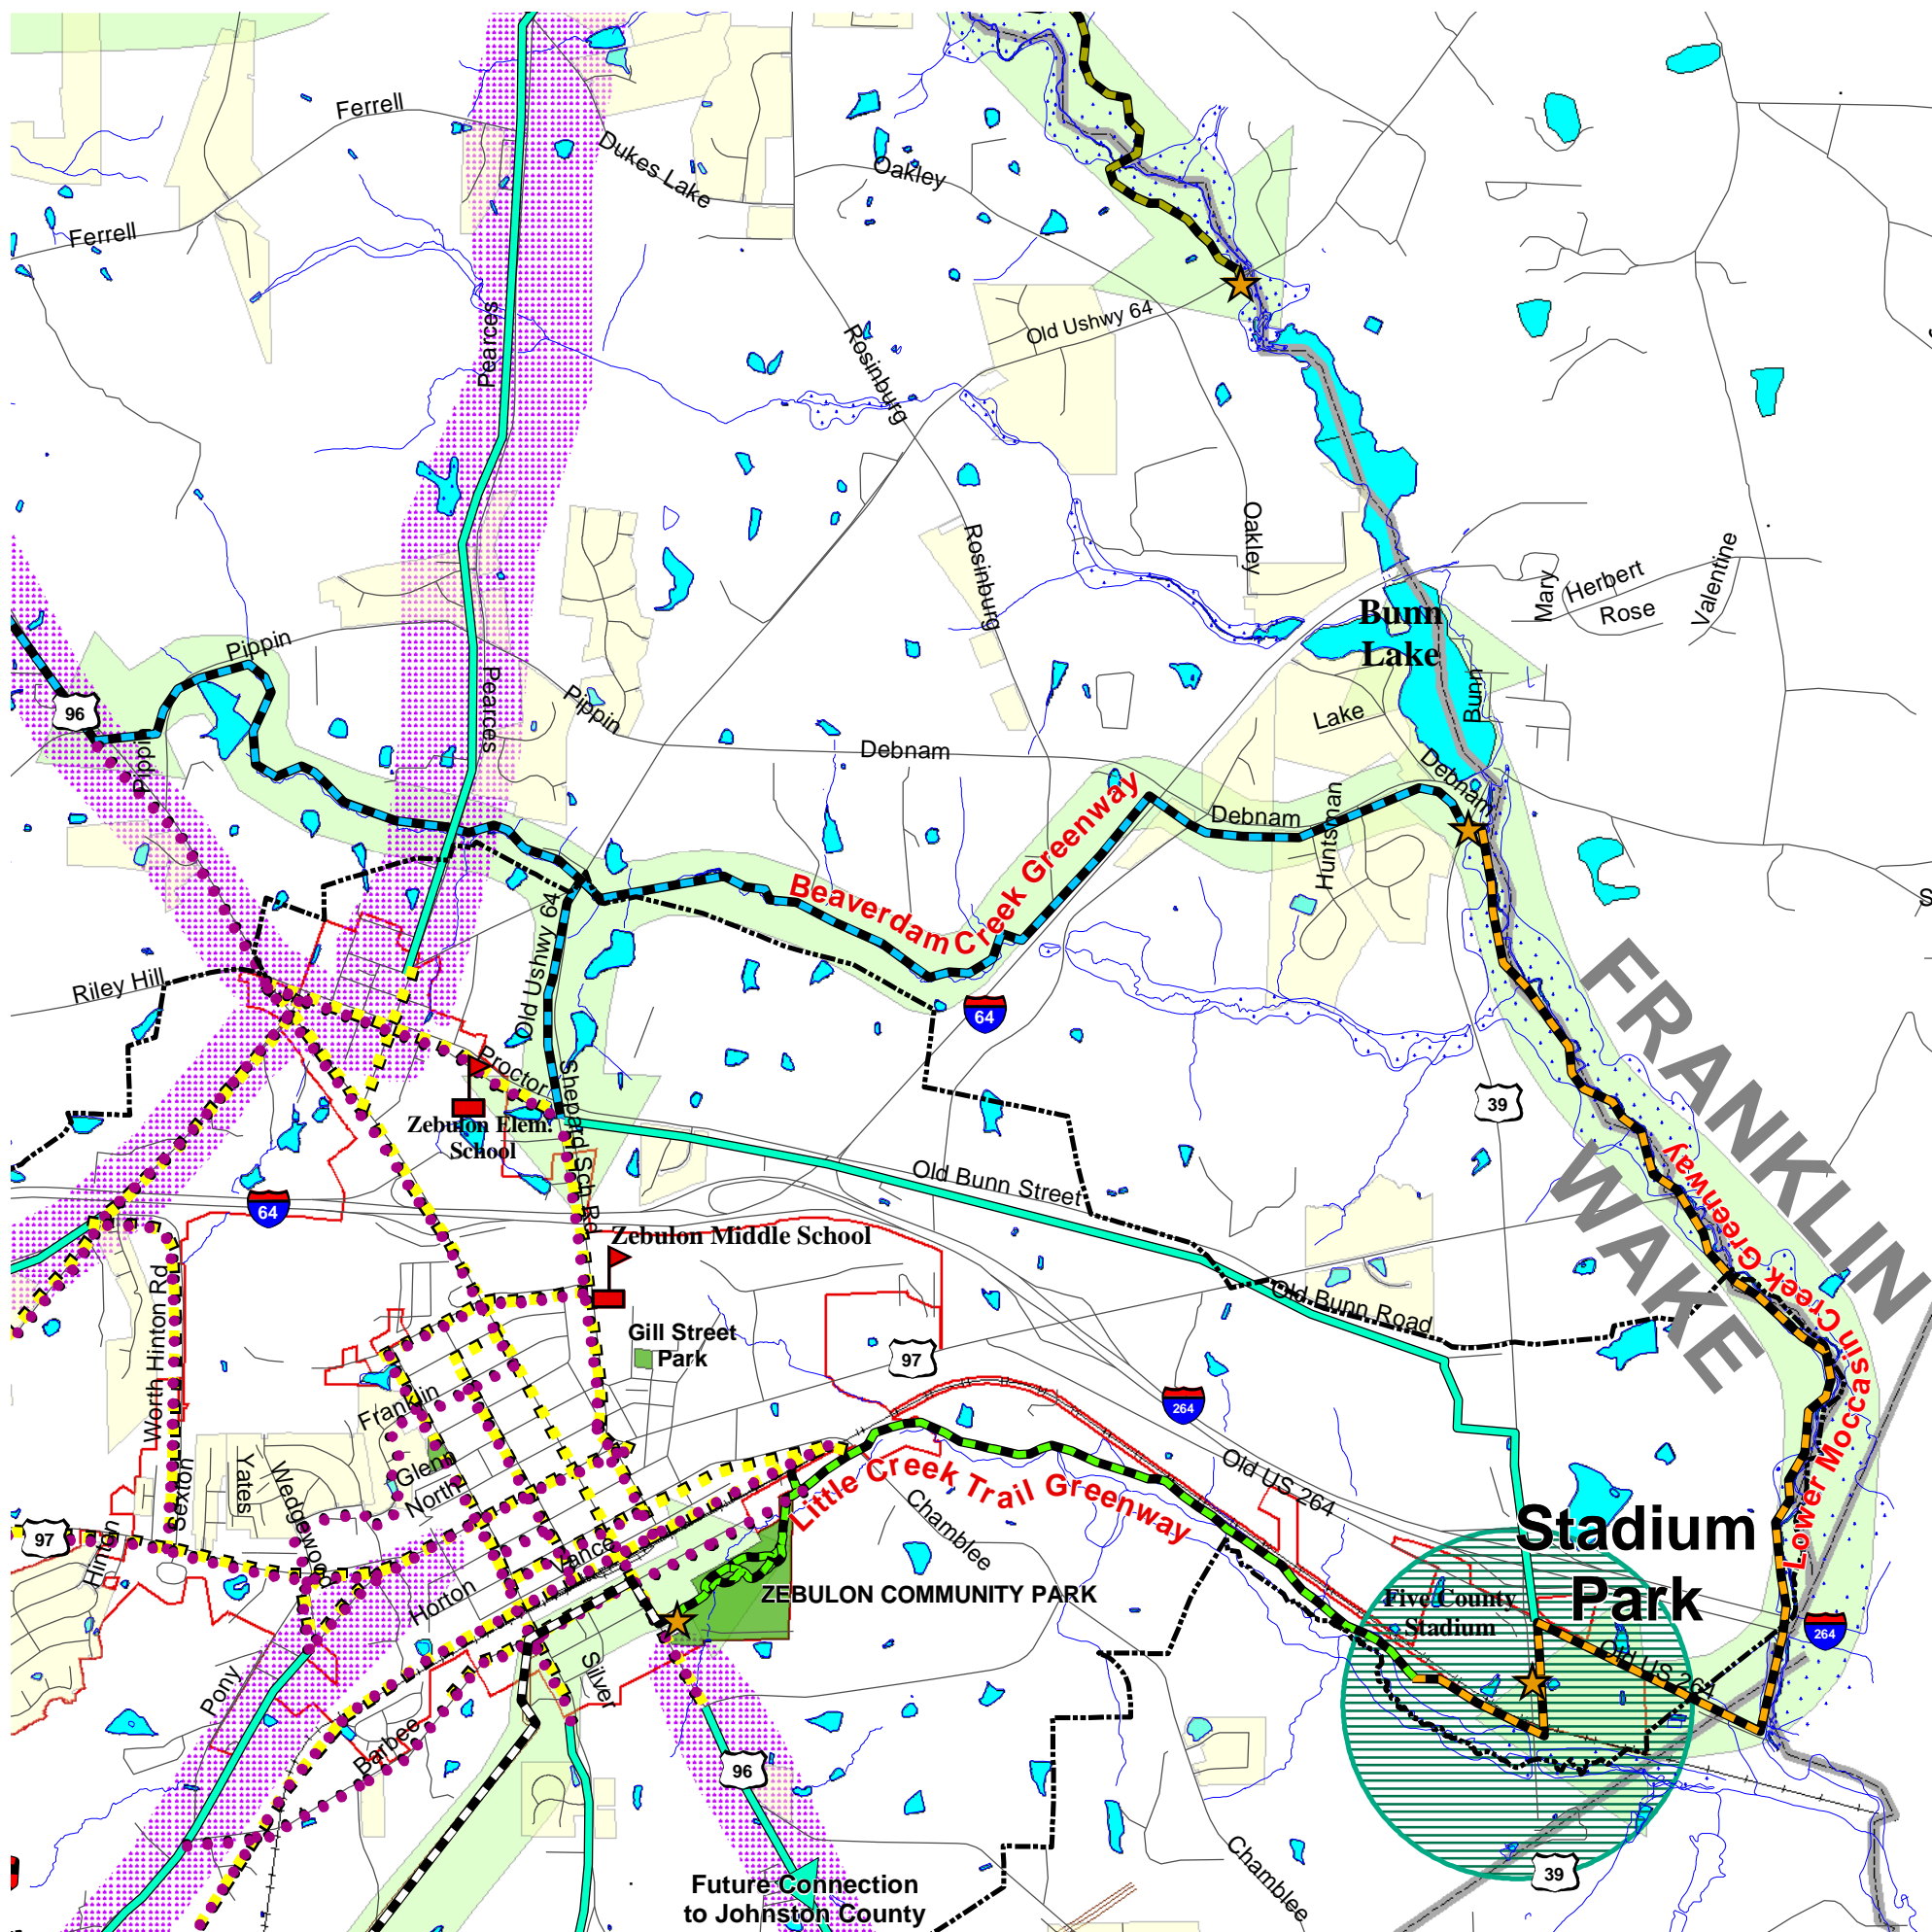 Ferrell
Dukes Lake
Oakley
Ferrell
Pearces
Rosinburg
Old Ushwy 64
Oakley
Rosinburg
Mary
Herbert
Rose
Valentine
Bunn
Lake
Pippin
Pearces
Pippin
Lake
Bunn
96
Pippin
Debnam
Debnam
Debnam
Huntsman
Beaverdam Creek Greenway
Old Ushwy 64
Riley Hill
64
FRANKLIN
WAKE
Proctor
Shepard Sch Rd
39
Zebulon Elem.
School
Old Bunn Street
64
Zebulon Middle School
Old Bunn Road
Lower Moccasin Creek Greenway
Worth Hinton Rd
Gill Street
Park
97
264
Franklin
Glenn
North
Yates
Wedgewood
Sexton
Little Creek Trail Greenway
Chamblee
Old US 264
Stadium
Park
97
Hinton
Vance
Horton
ZEBULON COMMUNITY PARK
Five County
Stadium
264
Old US 264
Pony
Silver
Barbee
96
39
Chamblee
Future Connection
to Johnston County